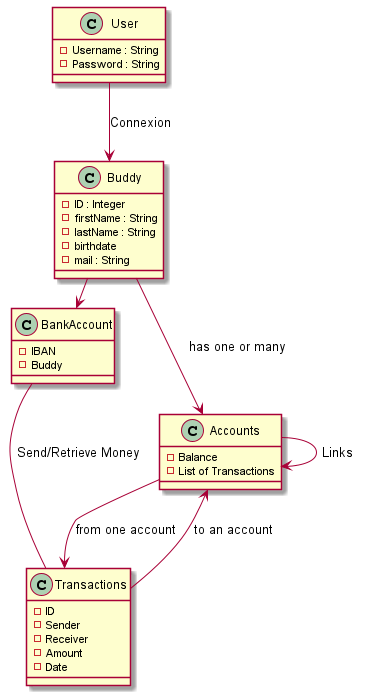 C User
Username : String
Password : String
Connexion
C Buddy
ID : Integer
firstName : String
lastName : String
birthdate
mail : String
C BankAccount
IBAN
Buddy
has one or many
C Accounts
Balance
List of Transactions
Links
Send/Retrieve Money
from one account
to an account
C Transactions
ID
Sender
Receiver
Amount
Date